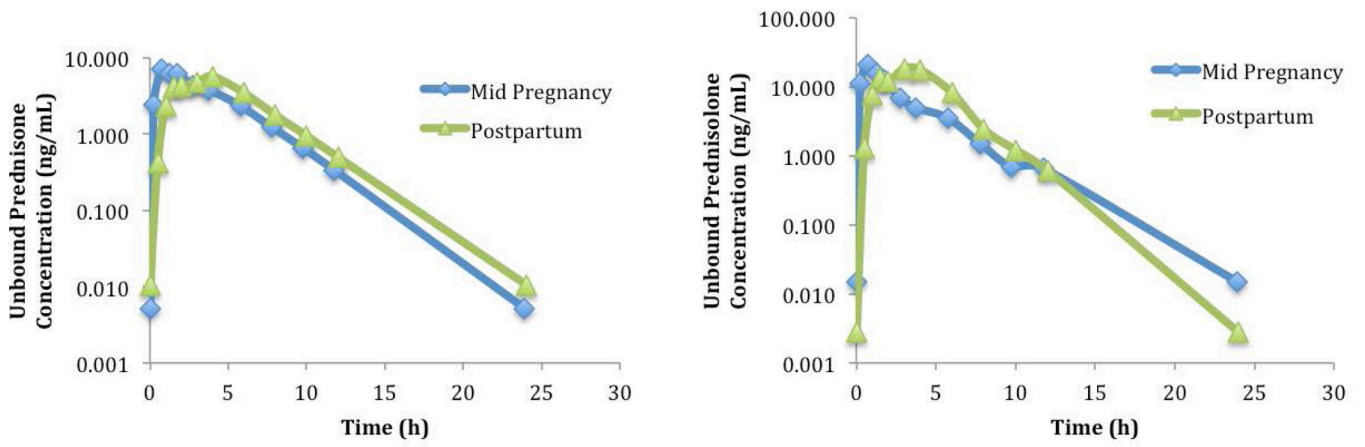 Unbound Prednisone
Concentration (ng/mL)
10.000
1.000
0.100
0.010
0.001
0 5 10 15 20 25 30
Time (h)
Mid Pregnancy
Postpartum
Unbound Prednisolone
Concentration (ng/mL)
100.000
10.000
1.000
0.100
0.010
0.001
0 5 10 15 20 25 30
Time (h)
Mid Pregnancy
Postpartum